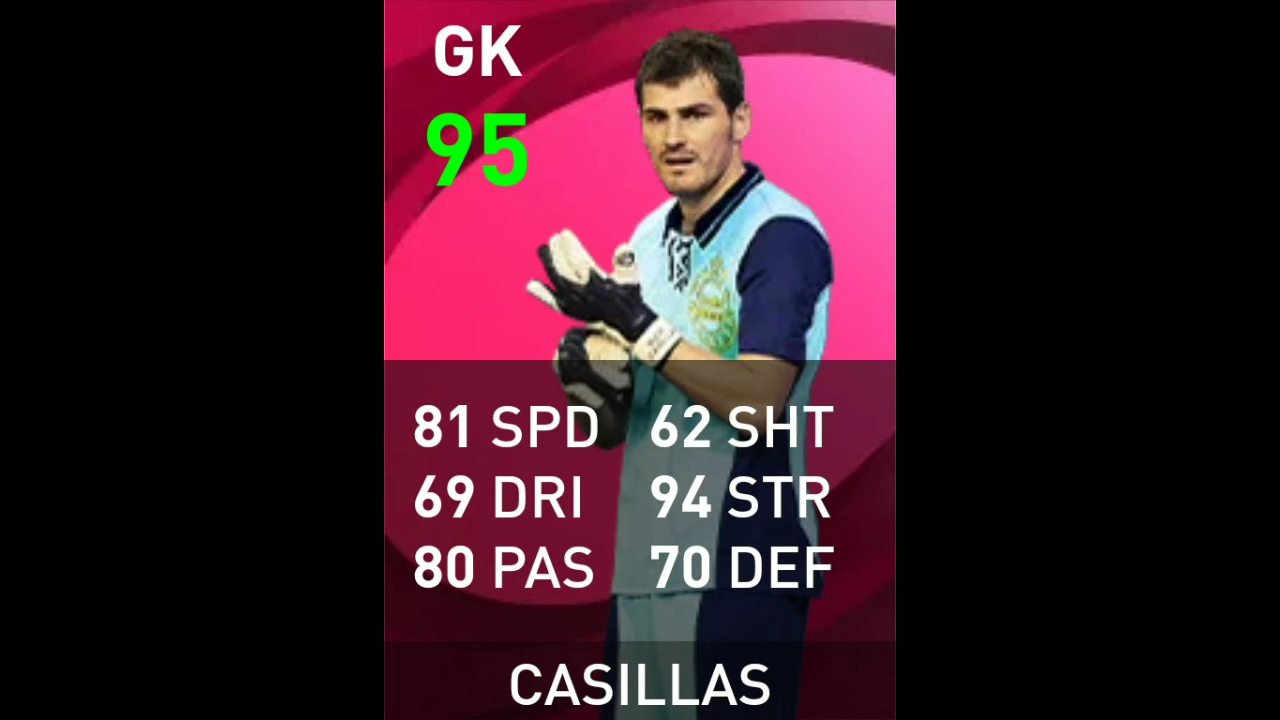 GK
95
81 SPD 62 SHT
69 DRI 94 STR
80 PAS 70 DEF
CASILLAS